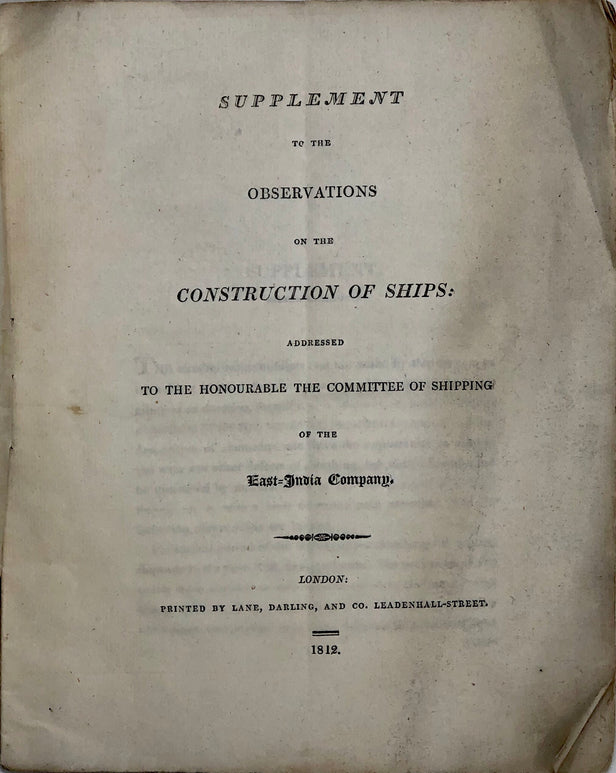 SUPPLEMENT
TO THE
OBSERVATIONS
ON THE
CONSTRUCTION OF SHIPS:
ADDRESSED
TO THE HONOURABLE THE COMMITTEE OF SHIPPING
OF THE
East-India Company.
LONDON:
PRINTED BY LANE, DARLING, AND CO. LEADENHALL-STREET.
1812.